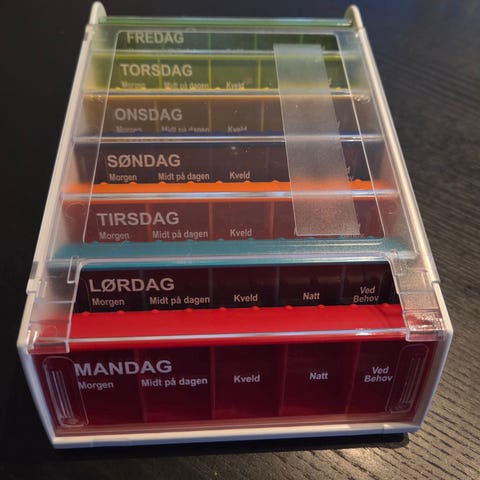 FREDAG
TORSDAG
Morgen Midt på dagen Kveld
ONSDAG
Morgen Midt på dagen Kveld
SØNDAG
Morgen Midt på dagen Kveld
TIRSDAG
Morgen Midt på dagen Kveld
LØRDAG
Morgen Midt på dagen Kveld Natt Ved
Behov
MANDAG
Morgen Midt på dagen Kveld Natt Ved
Behov